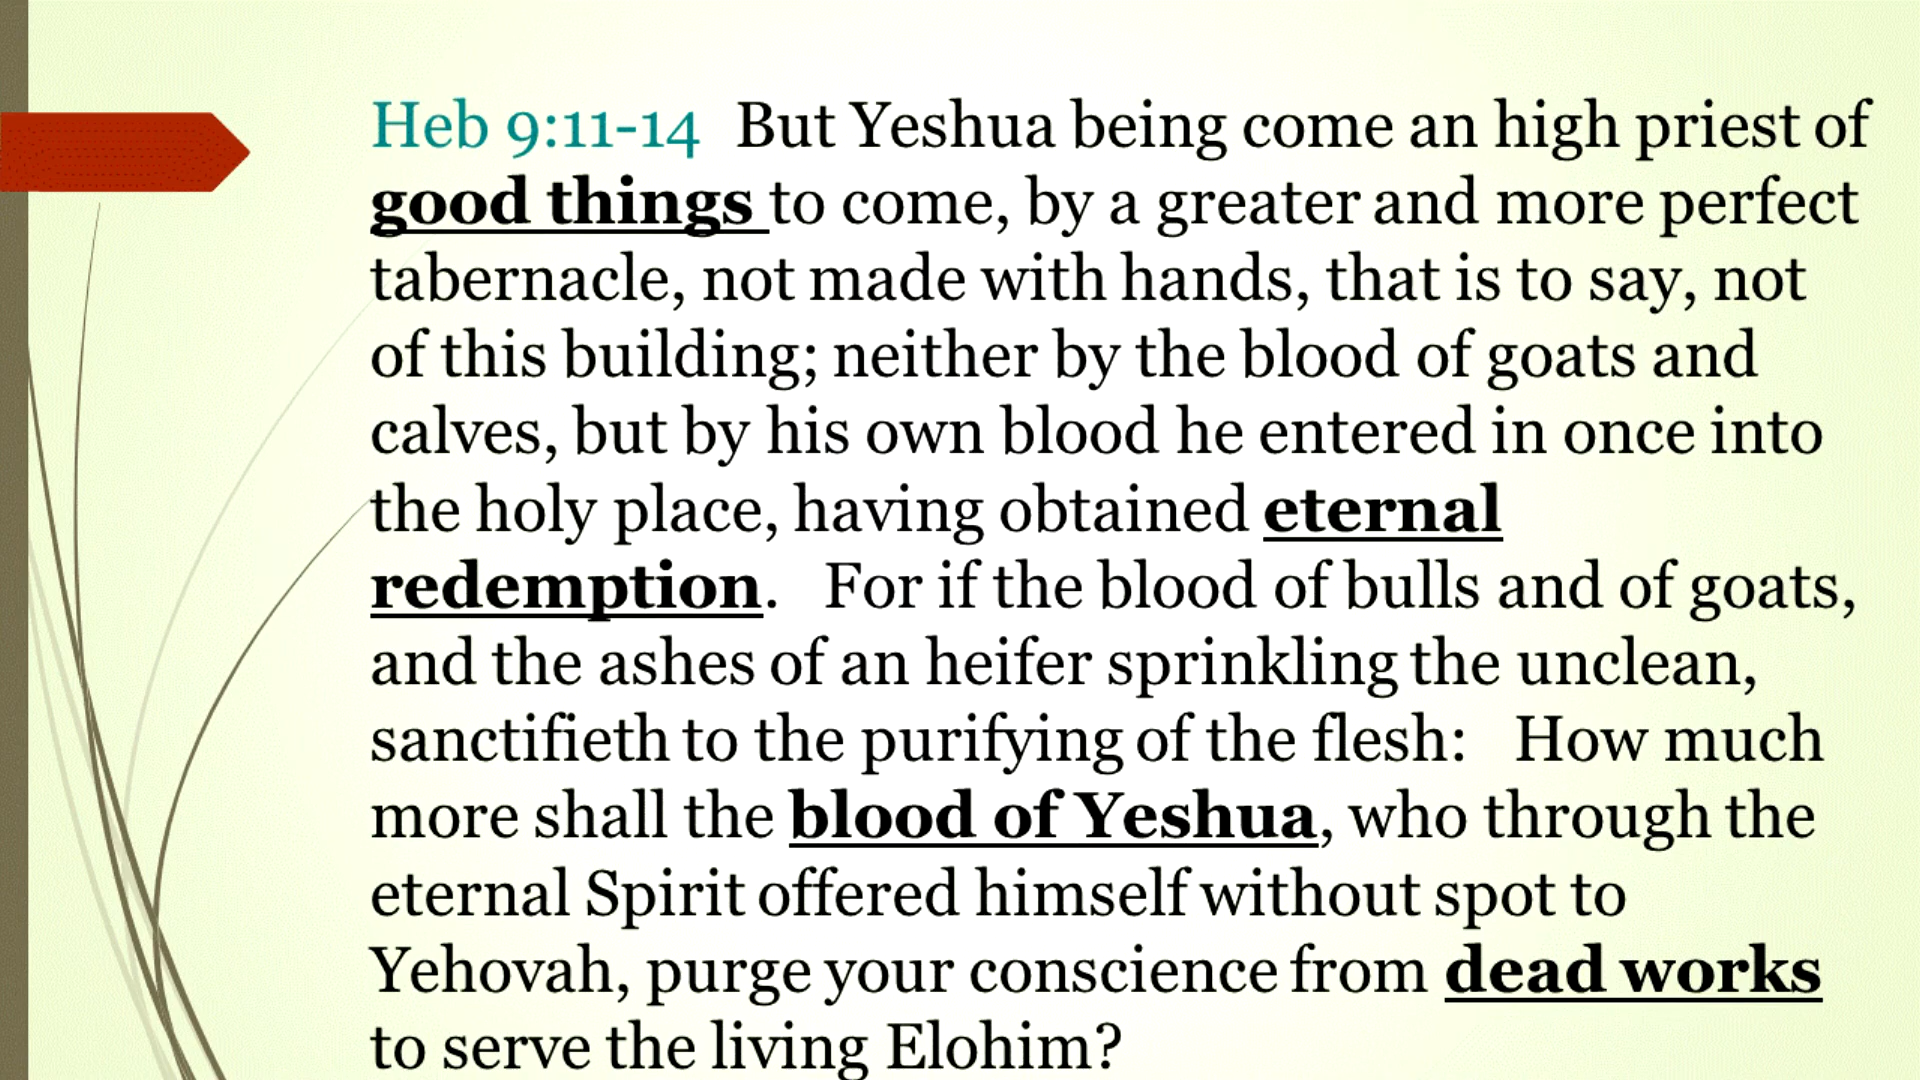 Heb 9:11-14 But Yeshua being come an high priest of
good things to come, by a greater and more perfect
tabernacle, not made with hands, that is to say, not
of this building; neither by the blood of goats and
calves, but by his own blood he entered in once into
the holy place, having obtained eternal
redemption. For if the blood of bulls and of goats,
and the ashes of an heifer sprinkling the unclean,
sanctifieth to the purifying of the flesh: How much
more shall the blood of Yeshua, who through the
eternal Spirit offered himself without spot to
Yehovah, purge your conscience from dead works
to serve the living Elohim?